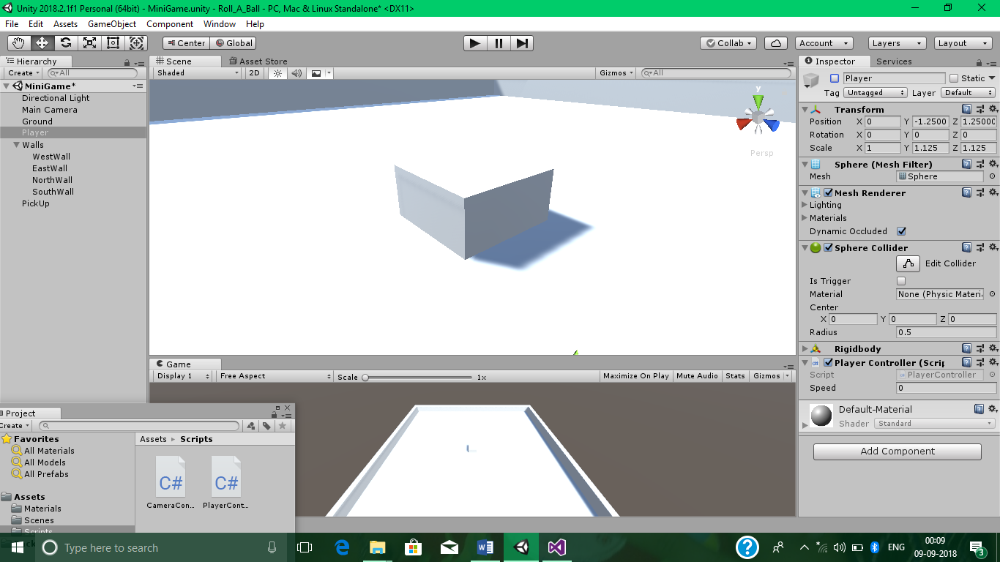 Unity 2018.2.1f1 Personal (64bit) - MiniGame.unity - Roll_A_Ball - PC, Mac & Linux Standalone* <DX11>
File Edit Assets GameObject Component Window Help
Center Global Collab Account Layers Layout
Hierarchy
Create All
MiniGame*
Directional Light
Main Camera
Ground
Player
Walls
WestWall
EastWall
NorthWall
SouthWall
PickUp
Scene Asset Store
Shaded 2D Gizmos All
y
Persp
Game
Display 1 Free Aspect Scale 1x Maximize On Play Mute Audio Stats Gizmos
Project
Create
Favorites
All Materials
All Models
All Prefabs
Assets
Materials
Scenes
Scripts
Assets Scripts
C# C#
CameraCon... PlayerCont...
Inspector Services
Player Static
Tag Untagged Layer Default
Transform
Position X 0 Y -1.2500 Z 1.25000
Rotation X 0 Y 0 Z 0
Scale X 1 Y 1.125 Z 1.125
Sphere (Mesh Filter)
Mesh Sphere
Mesh Renderer
Lighting
Materials
Dynamic Occluded
Sphere Collider
Edit Collider
Is Trigger
Material None (Physic Materi
Center
X 0 Y 0 Z 0
Radius 0.5
Rigidbody
Player Controller (Scrip
Script PlayerController
Speed 0
Default-Material
Shader Standard
Add Component
Type here to search
ENG 00:09
09-09-2018
3